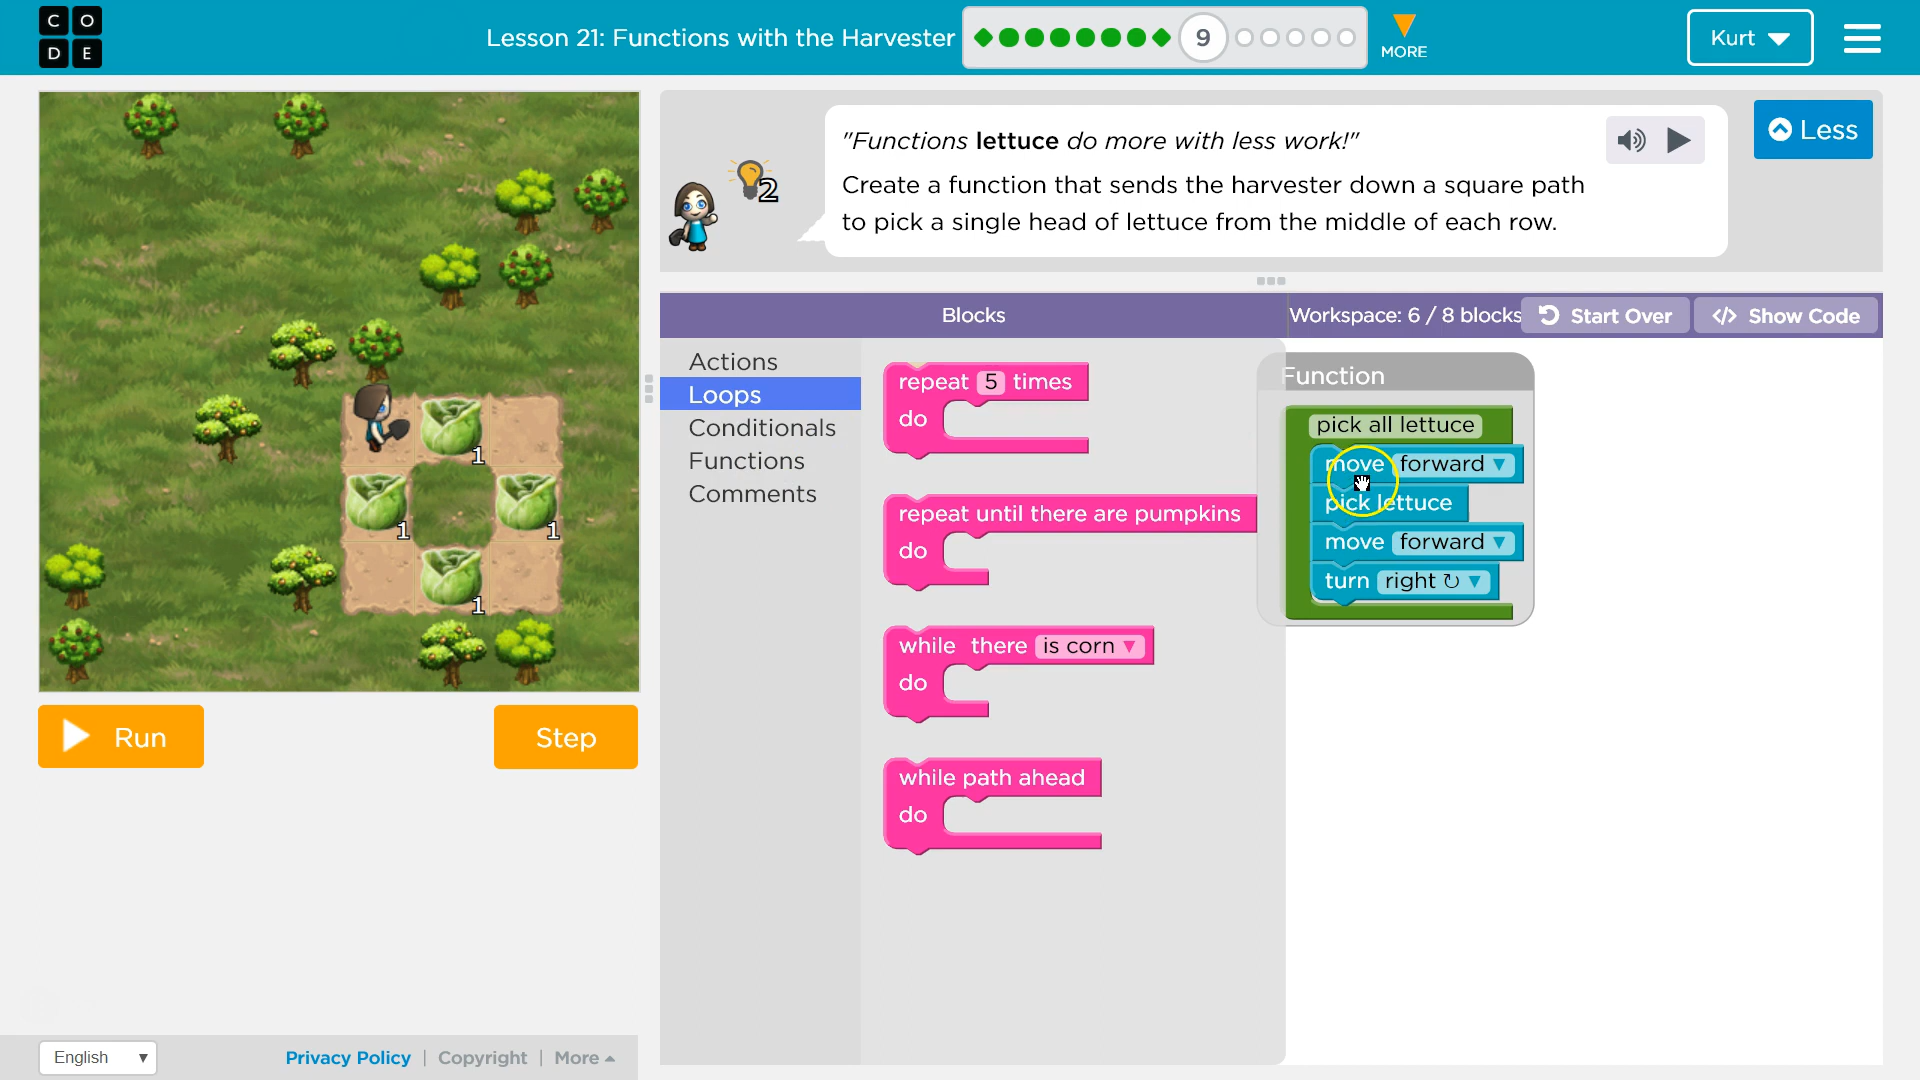 C O
D E
Lesson 21: Functions with the Harvester
9
MORE
Kurt
2
"Functions lettuce do more with less work!"
Create a function that sends the harvester down a square path
to pick a single head of lettuce from the middle of each row.
Less
Blocks
Workspace: 6 / 8 blocks
Start Over
</> Show Code
Actions
Loops
Conditionals
Functions
Comments
repeat 5 times
do
repeat until there are pumpkins
do
while there is corn
do
while path ahead
do
Function
pick all lettuce
move forward
pick lettuce
move forward
turn right ↻
1
1
1
1
Run
Step
English
Privacy Policy | Copyright | More